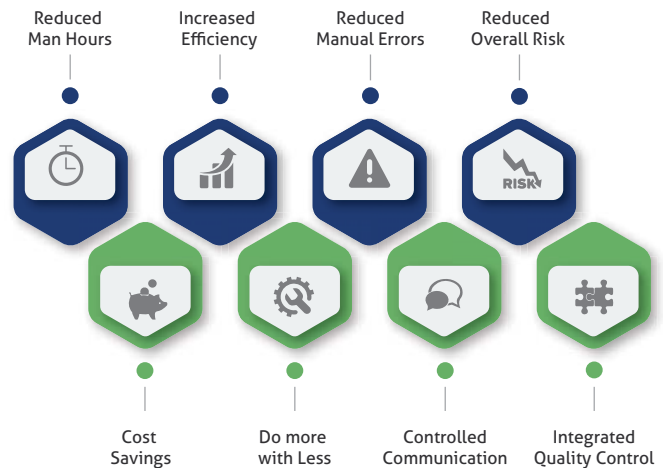 Reduced
Man Hours
Increased
Efficiency
Reduced
Manual Errors
Reduced
Overall Risk
RISK
Cost
Savings
Do more
with Less
Controlled
Communication
Integrated
Quality Control